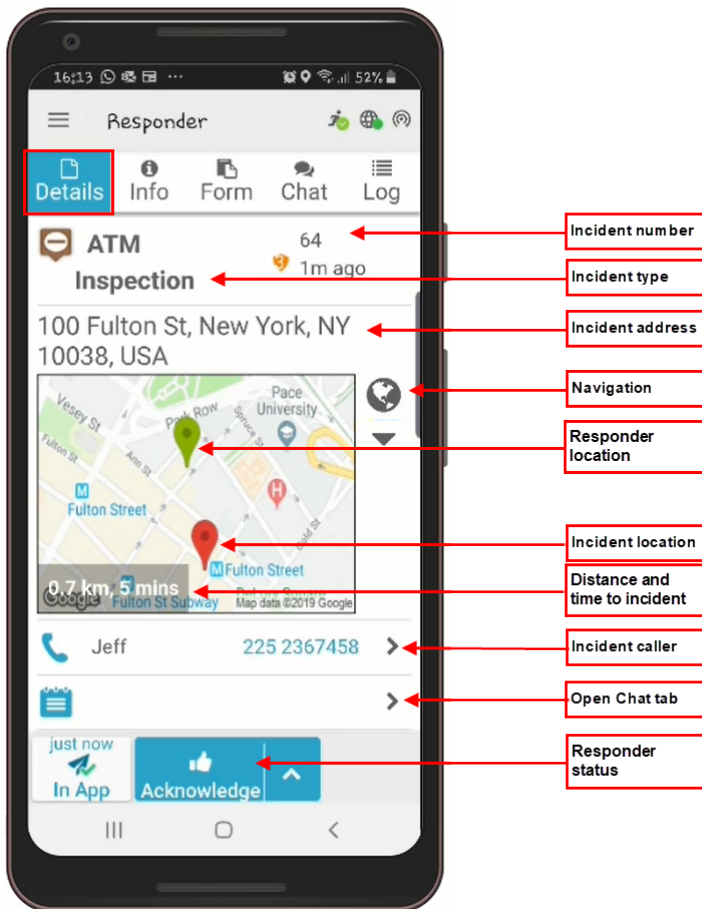 16:13 52%
Responder
Details Info Form Chat Log
ATM 64
Inspection 3 1m ago
100 Fulton St, New York, NY
10038, USA
Vesey St
Park Row
Spruce St
Pace
University
Fulton St
Ann St
M
Fulton Street
H
Gold St
M Fulton Street
0.7 km, 5 mins
Google
M
Fulton St Subway
Map data ©2019 Google
Jeff 225 2367458
just now
In App
Acknowledge
Incident number
Incident type
Incident address
Navigation
Responder
location
Incident location
Distance and
time to incident
Incident caller
Open Chat tab
Responder
status